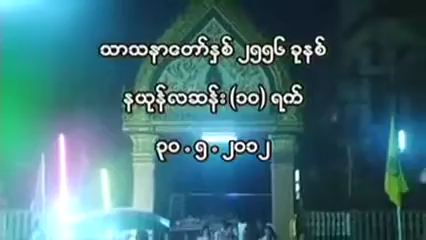 သာသနာတော်နှစ် ၂၅၅၆ ခုနှစ်
နယုန်လဆန်း (၁၀) ရက်
၃၀ . ၅ . ၂၀၁၂